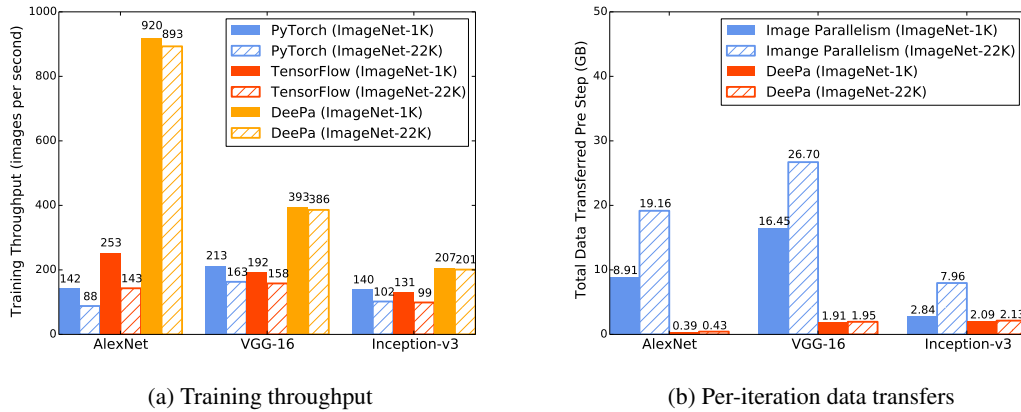 1000
800
600
400
200
0
Training Throughput (images per second)
PyTorch (ImageNet-1K)
PyTorch (ImageNet-22K)
TensorFlow (ImageNet-1K)
TensorFlow (ImageNet-22K)
DeePa (ImageNet-1K)
DeePa (ImageNet-22K)
142
88
253
143
920
893
213
163
192
158
393
386
140
102
131
99
207
201
AlexNet
VGG-16
Inception-v3
(a) Training throughput
50
40
30
20
10
0
Total Data Transferred Pre Step (GB)
Image Parallelism (ImageNet-1K)
Imange Parallelism (ImageNet-22K)
DeePa (ImageNet-1K)
DeePa (ImageNet-22K)
8.91
19.16
0.39
0.43
16.45
26.70
1.91
1.95
2.84
7.96
2.09
2.13
AlexNet
VGG-16
Inception-v3
(b) Per-iteration data transfers